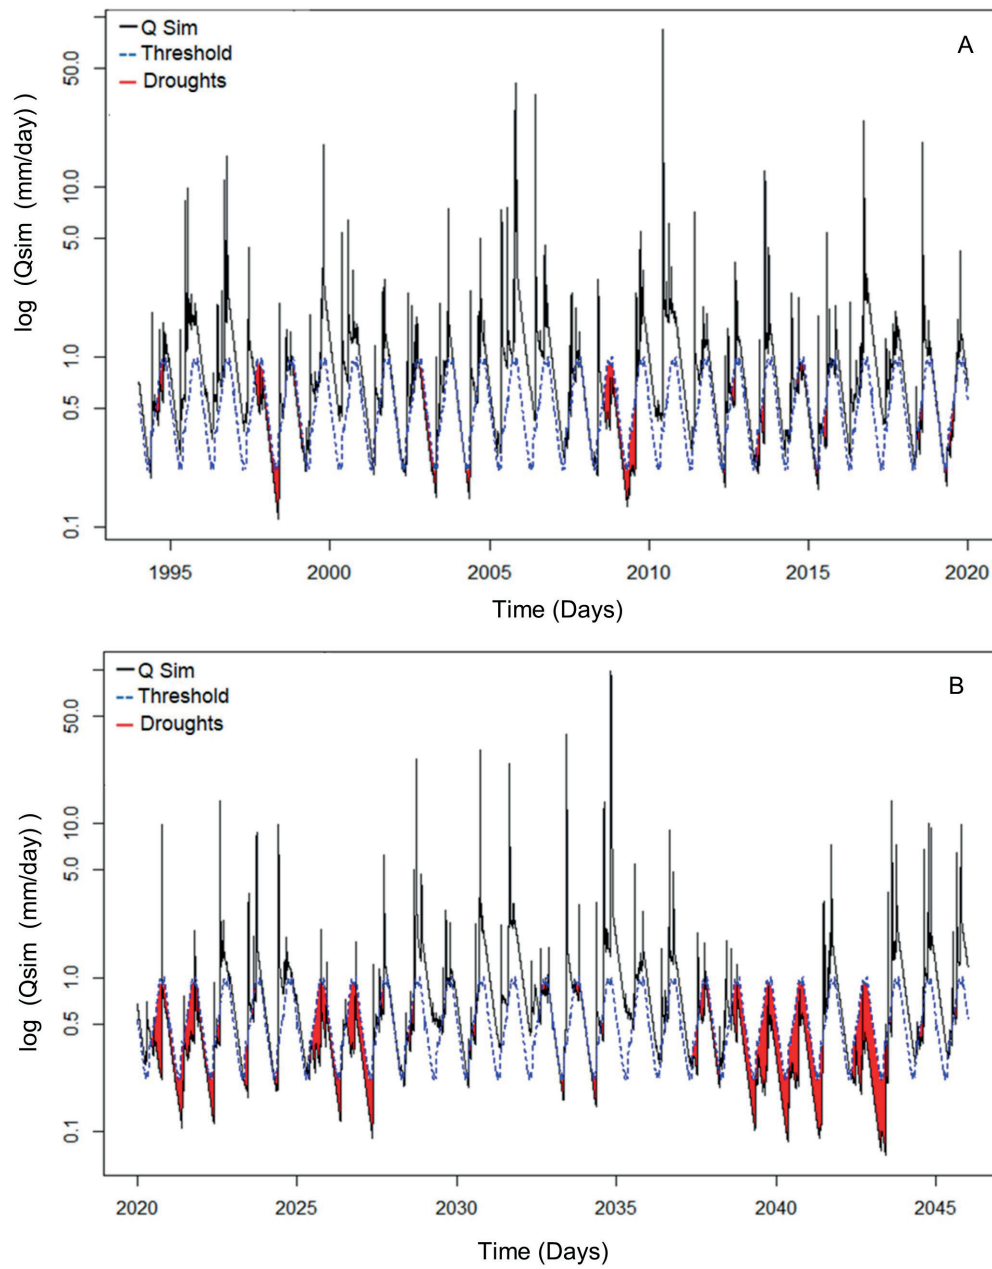 Q Sim
Threshold
Droughts
A
log (Qsim (mm/day) )
50.0
10.0
5.0
1.0
0.5
0.1
1995 2000 2005 2010 2015 2020
Time (Days)
Q Sim
Threshold
Droughts
B
log (Qsim (mm/day) )
50.0
10.0
5.0
1.0
0.5
0.1
2020 2025 2030 2035 2040 2045
Time (Days)